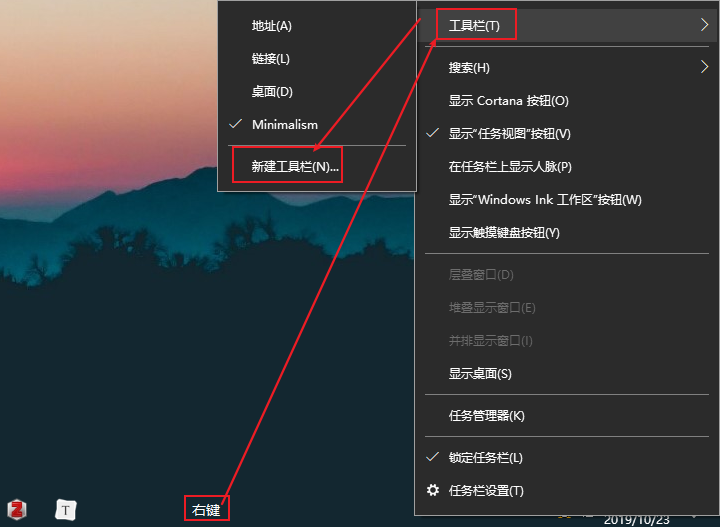 地址(A)
链接(L)
桌面(D)
Minimalism
新建工具栏(N)...
工具栏(T)
搜索(H)
显示 Cortana 按钮(O)
显示“任务视图”按钮(V)
在任务栏上显示人脉(P)
显示“Windows Ink 工作区”按钮(W)
显示触摸键盘按钮(Y)
层叠窗口(D)
堆叠显示窗口(E)
并排显示窗口(I)
显示桌面(S)
任务管理器(K)
锁定任务栏(L)
任务栏设置(T)
Z
T
右键
2019/10/23